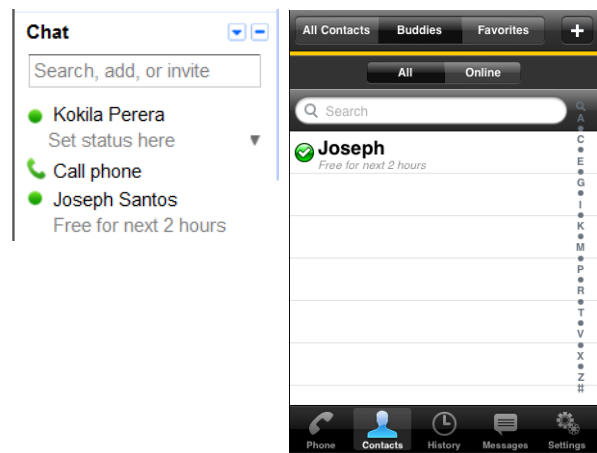 Chat
Search, add, or invite
Kokila Perera
Set status here
Call phone
Joseph Santos
Free for next 2 hours
All Contacts Buddies Favorites +
All Online
Search
Joseph
Free for next 2 hours
A
C
E
G
I
K
M
P
R
T
V
X
Z
#
Phone Contacts History Messages Settings